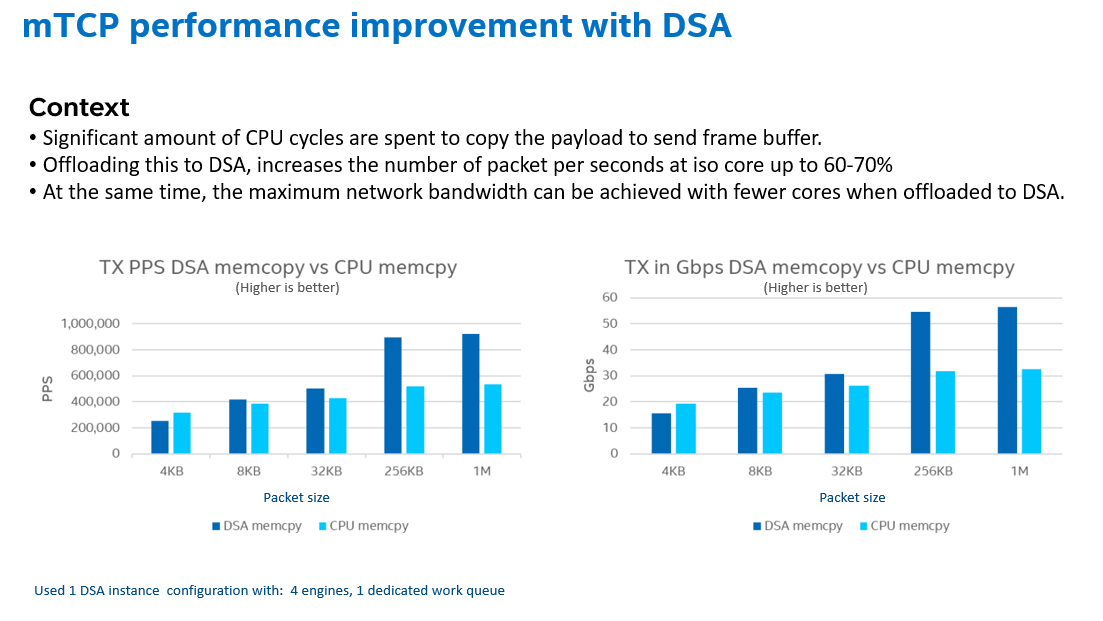 mTCP performance improvement with DSA
Context
• Significant amount of CPU cycles are spent to copy the payload to send frame buffer.
• Offloading this to DSA, increases the number of packet per seconds at iso core up to 60-70%
• At the same time, the maximum network bandwidth can be achieved with fewer cores when offloaded to DSA.
TX PPS DSA memcopy vs CPU memcpy
(Higher is better)
1,000,000
800,000
600,000
400,000
200,000
0
PPS
4KB 8KB 32KB 256KB 1M
Packet size
DSA memcpy CPU memcpy
TX in Gbps DSA memcopy vs CPU memcpy
(Higher is better)
60
50
40
30
20
10
0
Gbps
4KB 8KB 32KB 256KB 1M
Packet size
DSA memcpy CPU memcpy
Used 1 DSA instance configuration with: 4 engines, 1 dedicated work queue